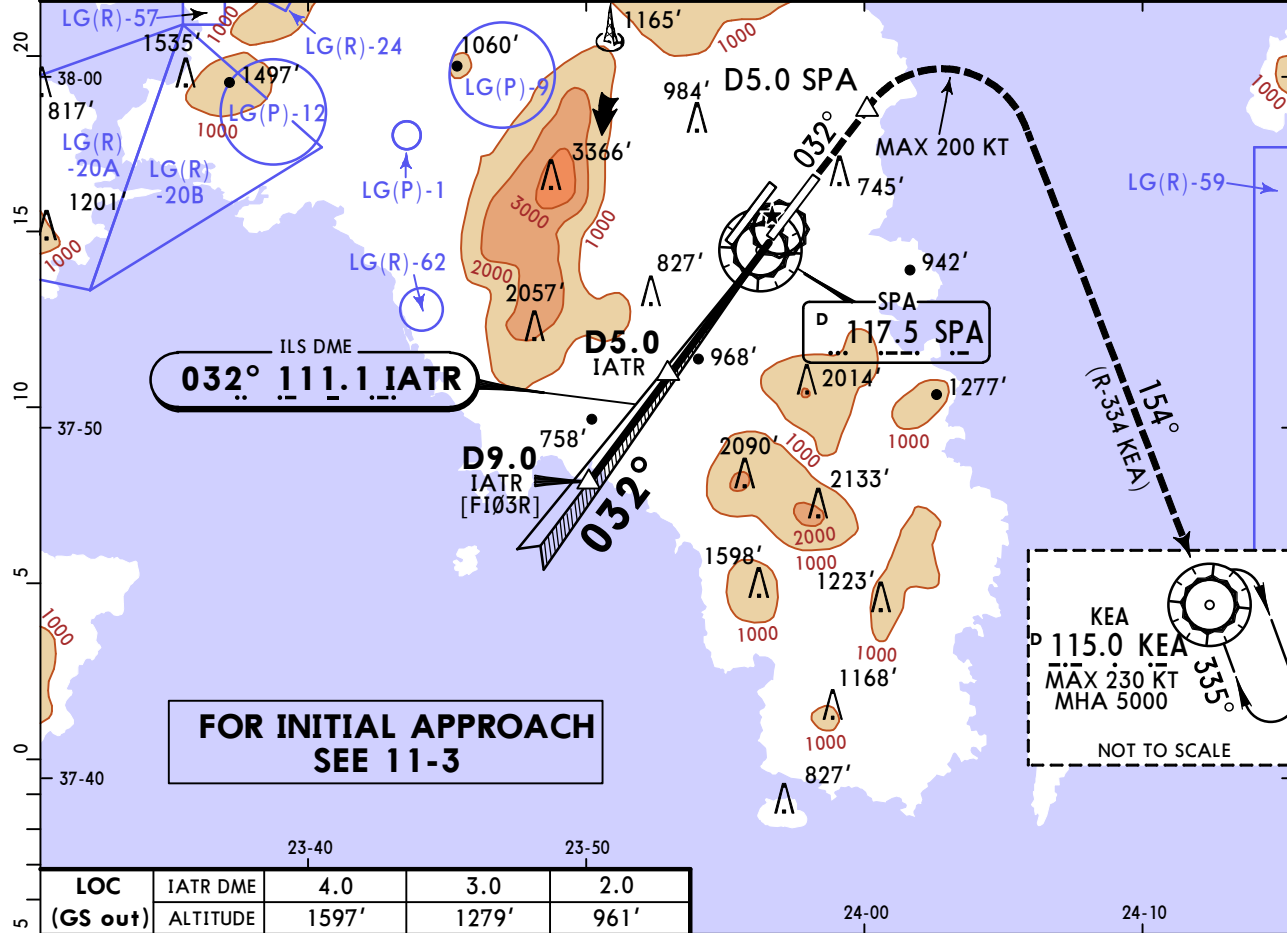 20
LG(R)-57
1000
LG(R)-24
1165'
1000
1535'
38-00
817'
1497'
LG(P)-12
1000
1060'
LG(P)-9
984'
D5.0 SPA
032°
MAX 200 KT
1000
LG(R)
-20A
LG(R)
-20B
LG(P)-1
3366'
3000
1000
745'
LG(R)-59
15
1201'
1000
LG(R)-62
2000
2057'
827'
942'
SPA
D 117.5 SPA
ILS DME
032° 111.1 IATR
D5.0
IATR
968'
2014'
1277'
1000
1000
154°
(R-334 KEA)
10
37-50
758'
D9.0
IATR
[FIØ3R]
032°
2090'
2133'
2000
1000
1598'
1000
1223'
1000
5
1000
KEA
D 115.0 KEA
MAX 230 KT
MHA 5000
335°
NOT TO SCALE
1168'
1000
FOR INITIAL APPROACH
SEE 11-3
0
37-40
827'
23-40
23-50
24-00
24-10
5
LOC
(GS out)
IATR DME 4.0 3.0 2.0
ALTITUDE 1597' 1279' 961'